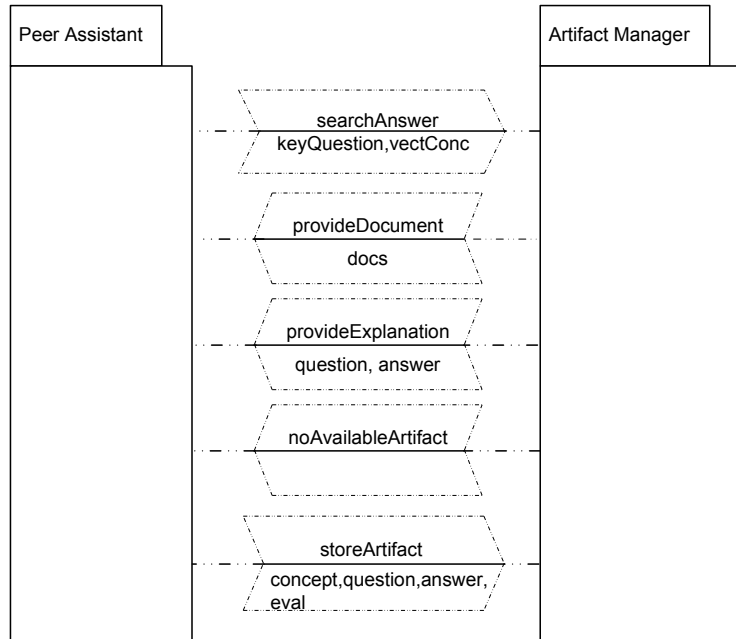 Peer Assistant
Artifact Manager
searchAnswer
keyQuestion,vectConc
provideDocument
docs
provideExplanation
question, answer
noAvailableArtifact
storeArtifact
concept,question,answer,
eval